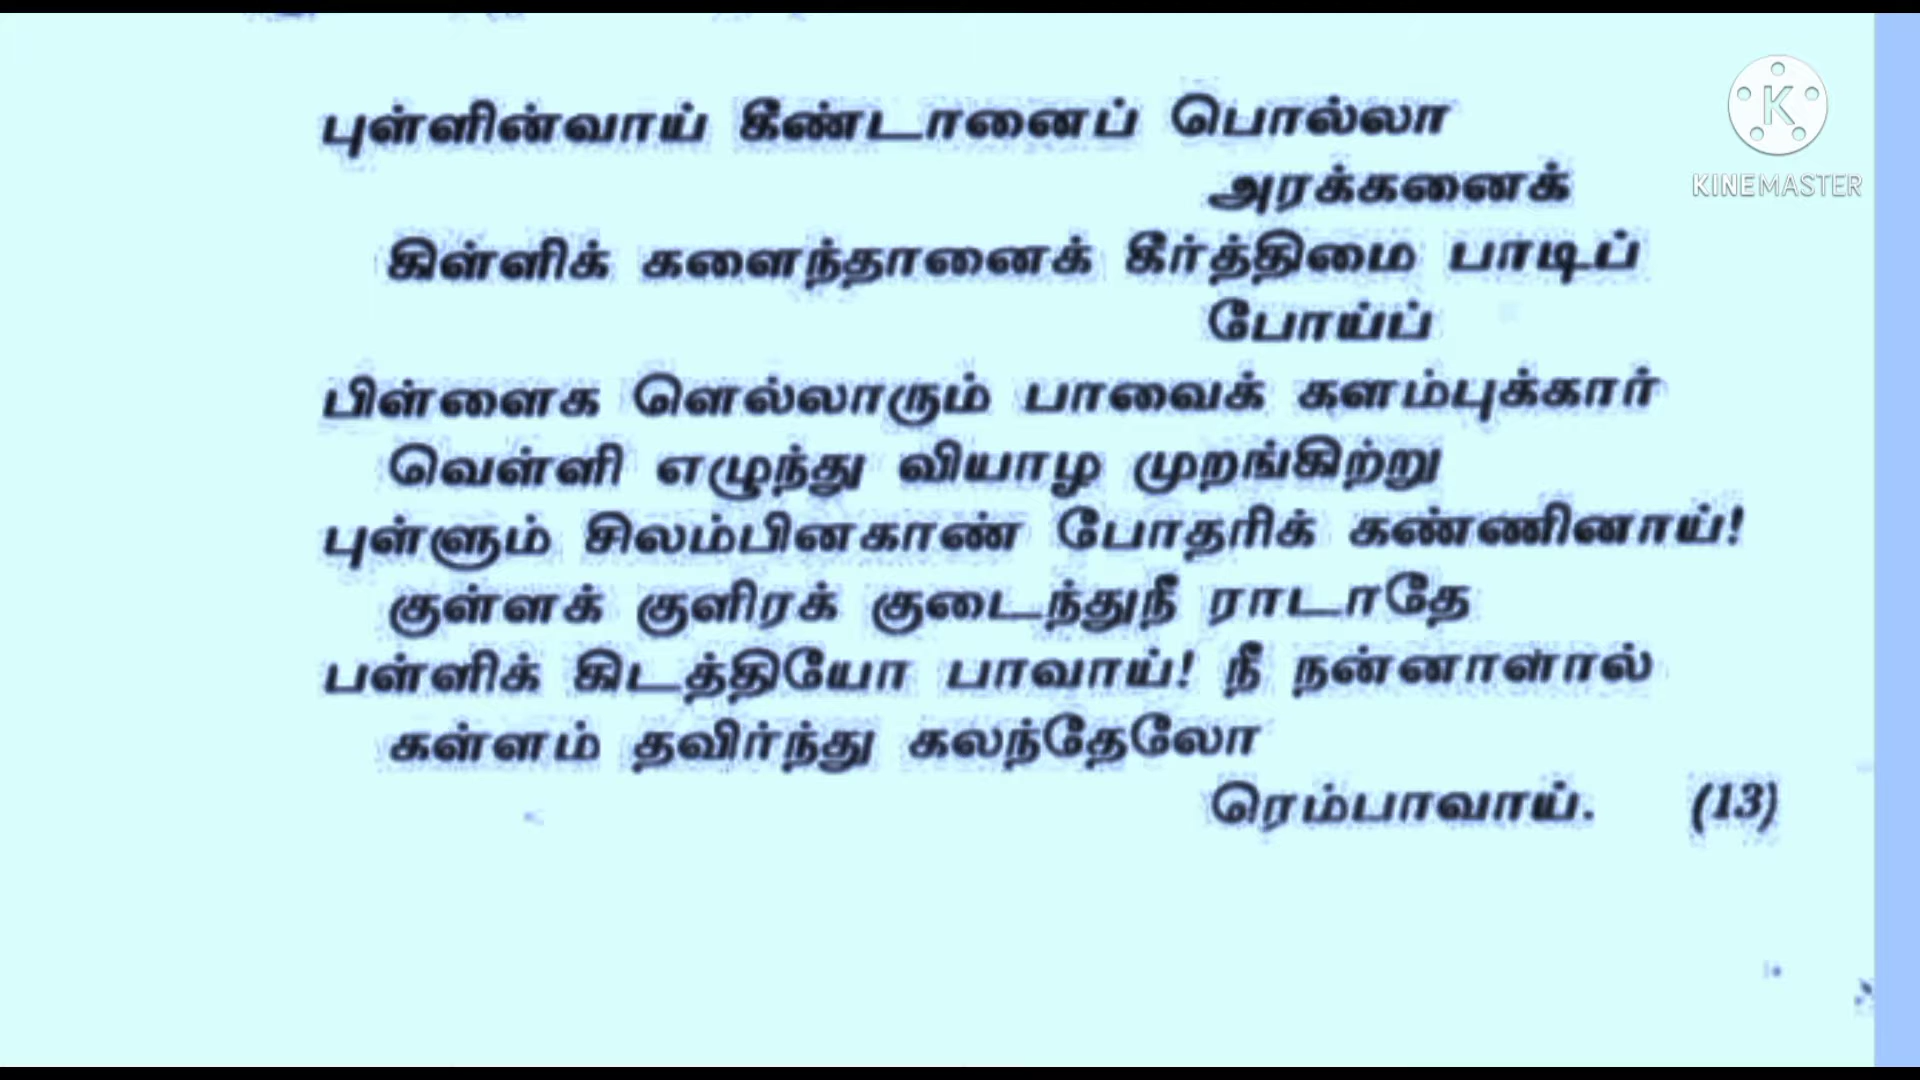 புள்ளின்வாய் கீண்டானைப் பொல்லா
அரக்கனைக்
கிள்ளிக் களைந்தானைக் கீர்த்திமை பாடிப்
போய்ப்
பிள்ளைக ளெல்லாரும் பாவைக் களம்புக்கார்
வெள்ளி எழுந்து வியாழ முறங்கிற்று
புள்ளும் சிலம்பினகாண் போதரிக் கண்ணினாய்!
குள்ளக் குளிரக் குடைந்துநீ ராடாதே
பள்ளிக் கிடத்தியோ பாவாய்! நீ நன்னாளால்
கள்ளம் தவிர்ந்து கலந்தேலோ
ரெம்பாவாய். (13)
K
KINEMASTER